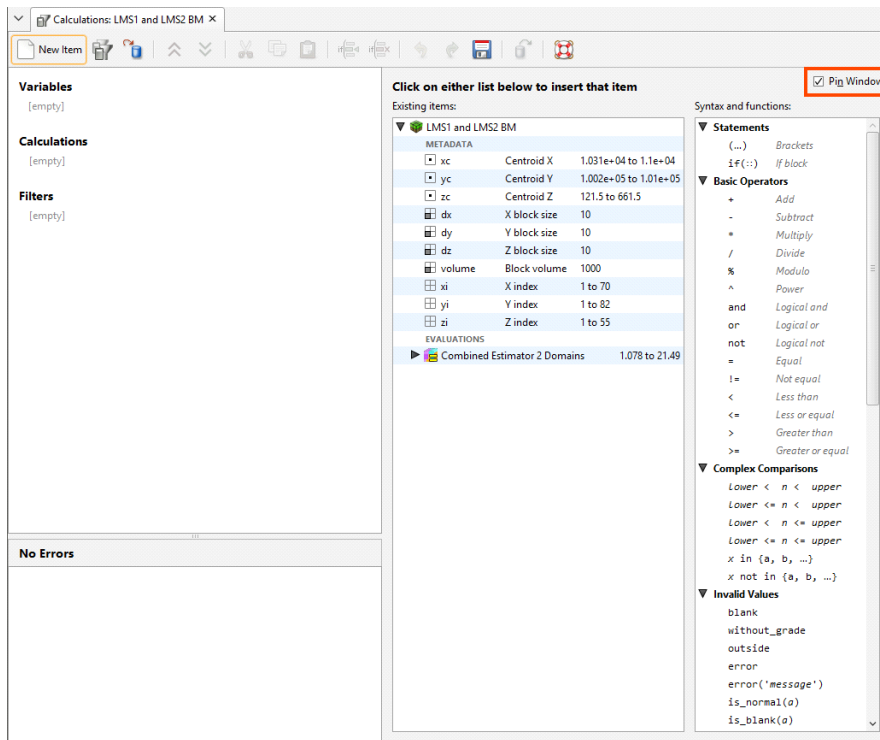 Calculations: LMS1 and LMS2 BM ×
New Item
Variables
[empty]
Calculations
[empty]
Filters
[empty]
No Errors
Click on either list below to insert that item
Pin Window
Existing items:
LMS1 and LMS2 BM
METADATA
xc Centroid X 1.031e+04 to 1.1e+04
yc Centroid Y 1.002e+05 to 1.01e+05
zc Centroid Z 121.5 to 661.5
dx X block size 10
dy Y block size 10
dz Z block size 10
volume Block volume 1000
xi X index 1 to 70
yi Y index 1 to 82
zi Z index 1 to 55
EVALUATIONS
Combined Estimator 2 Domains 1.078 to 21.49
Syntax and functions:
Statements
(…) Brackets
if(::) If block
Basic Operators
+ Add
- Subtract
* Multiply
/ Divide
% Modulo
^ Power
and Logical and
or Logical or
not Logical not
= Equal
!= Not equal
< Less than
<= Less or equal
> Greater than
>= Greater or equal
Complex Comparisons
Lower < n < upper
Lower <= n < upper
Lower < n <= upper
Lower <= n <= upper
x in {a, b, …}
x not in {a, b, …}
Invalid Values
blank
without_grade
outside
error
error('message')
is_normal(a)
is_blank(a)